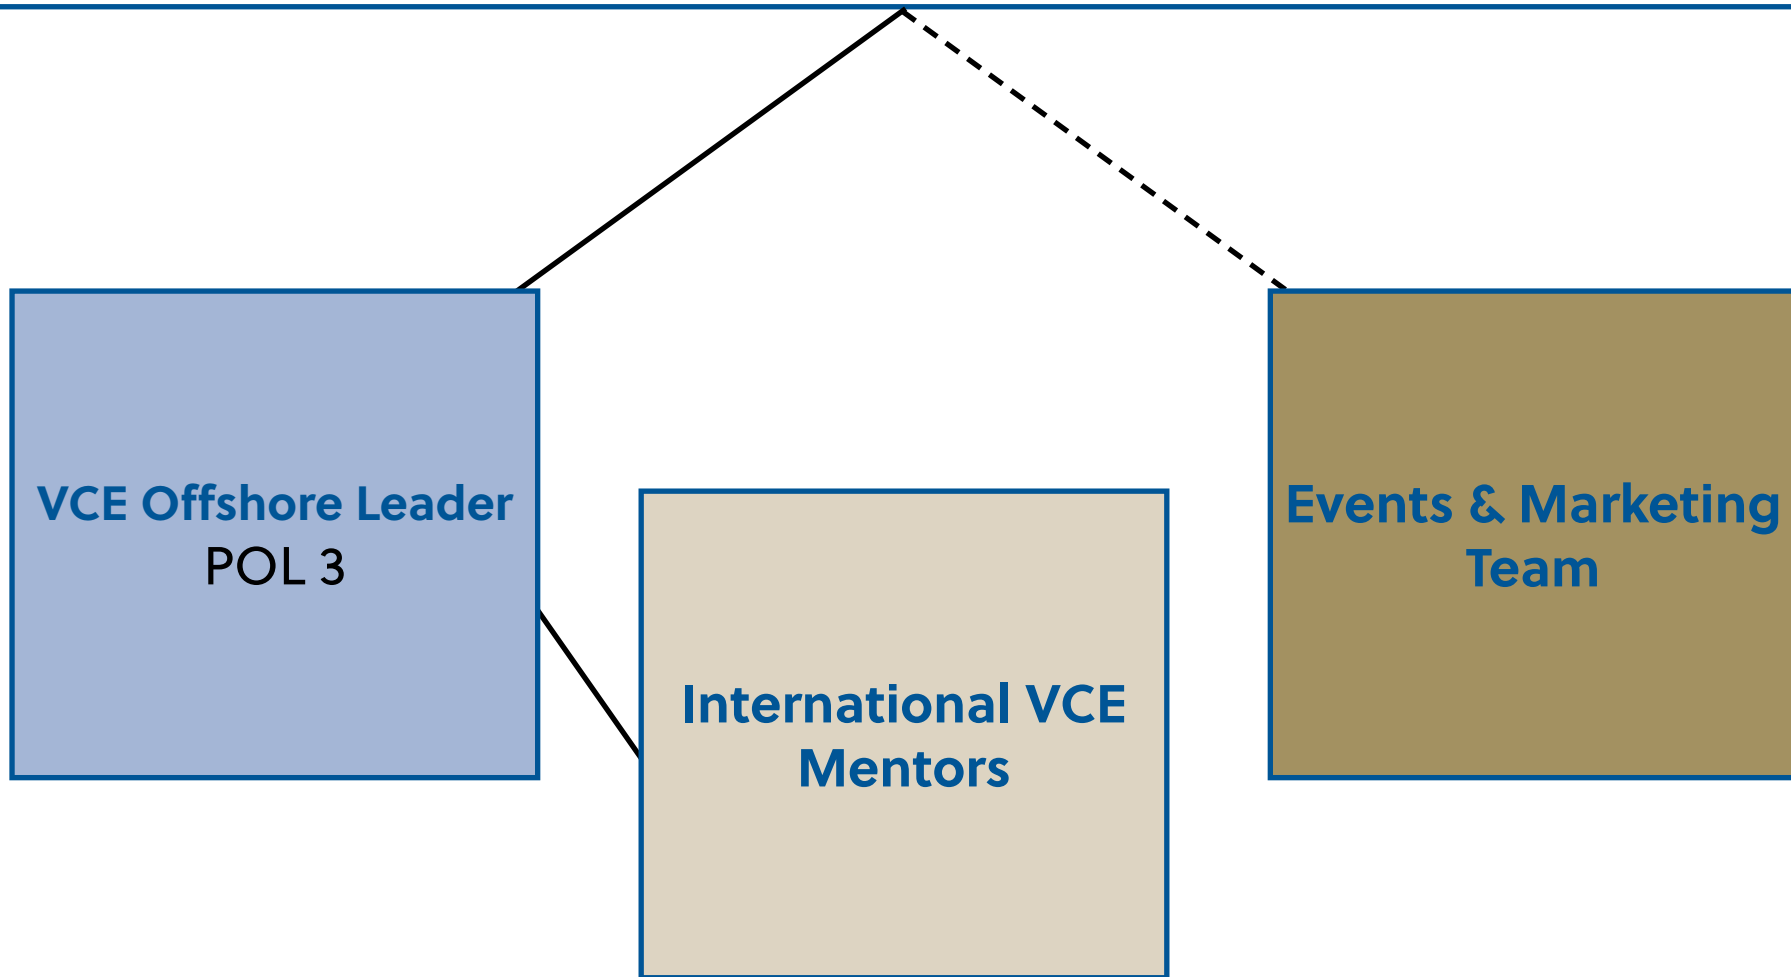 VCE Offshore Leader
POL 3
International VCE
Mentors
Events & Marketing
Team